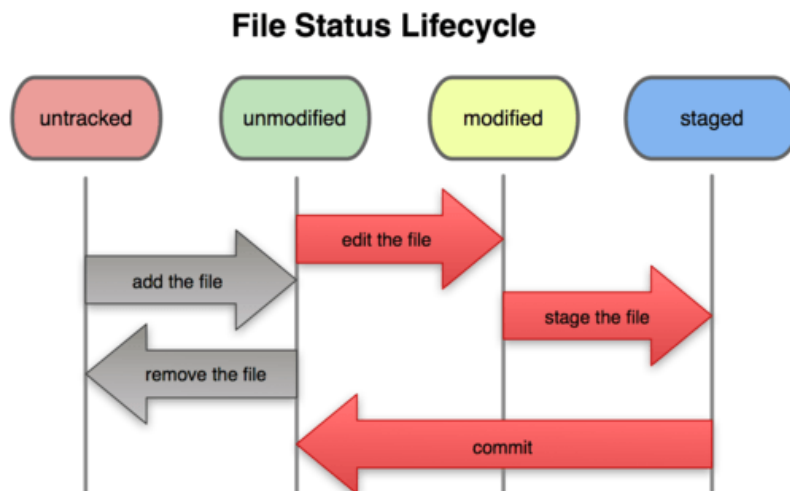 File Status Lifecycle
untracked
unmodified
modified
staged
edit the file
add the file
stage the file
remove the file
commit